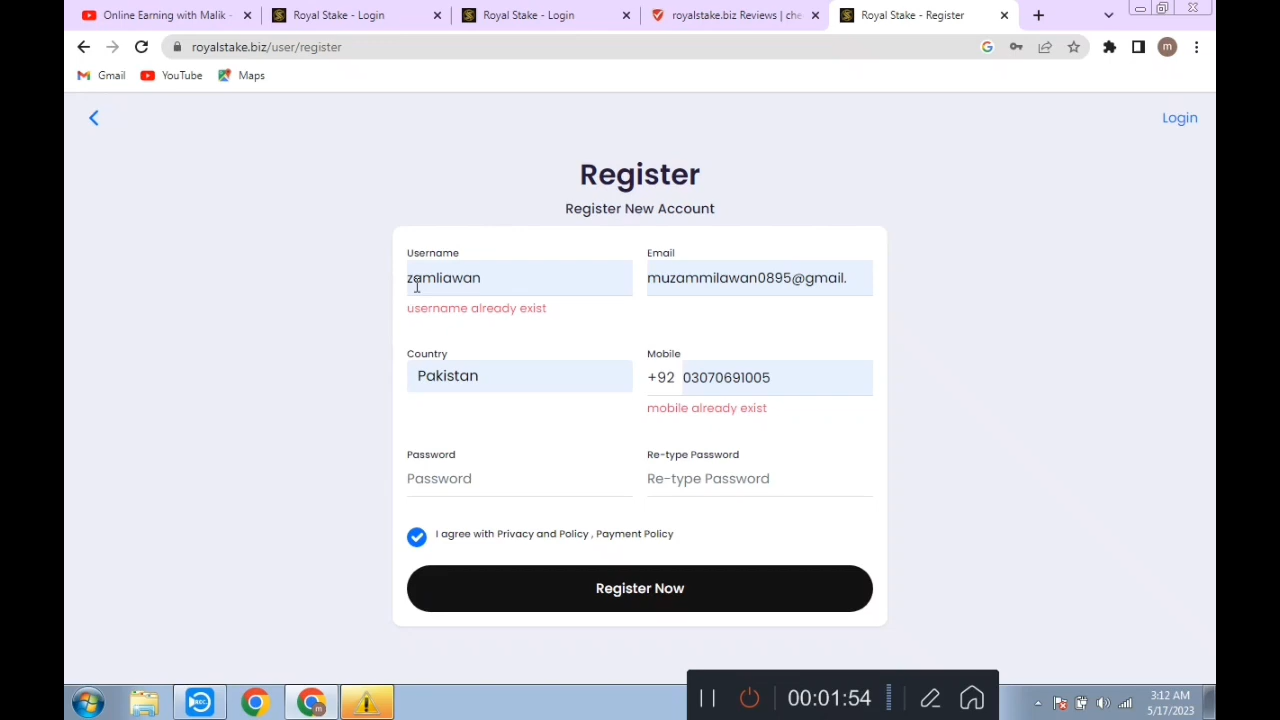 Online Earning with Malik -
Royal Stake - Login
Royal Stake - Login
royalstake.biz Reviews | che
Royal Stake - Register
royalstake.biz/user/register
m
Gmail
YouTube
Maps
Login
Register
Register New Account
Username
Email
zamliawan
muzammilawan0895@gmail.
username already exist
Country
Mobile
Pakistan
+92 03070691005
mobile already exist
Password
Re-type Password
Password
Re-type Password
I agree with Privacy and Policy , Payment Policy
Register Now
REC
00:01:54
3:12 AM
5/17/2023